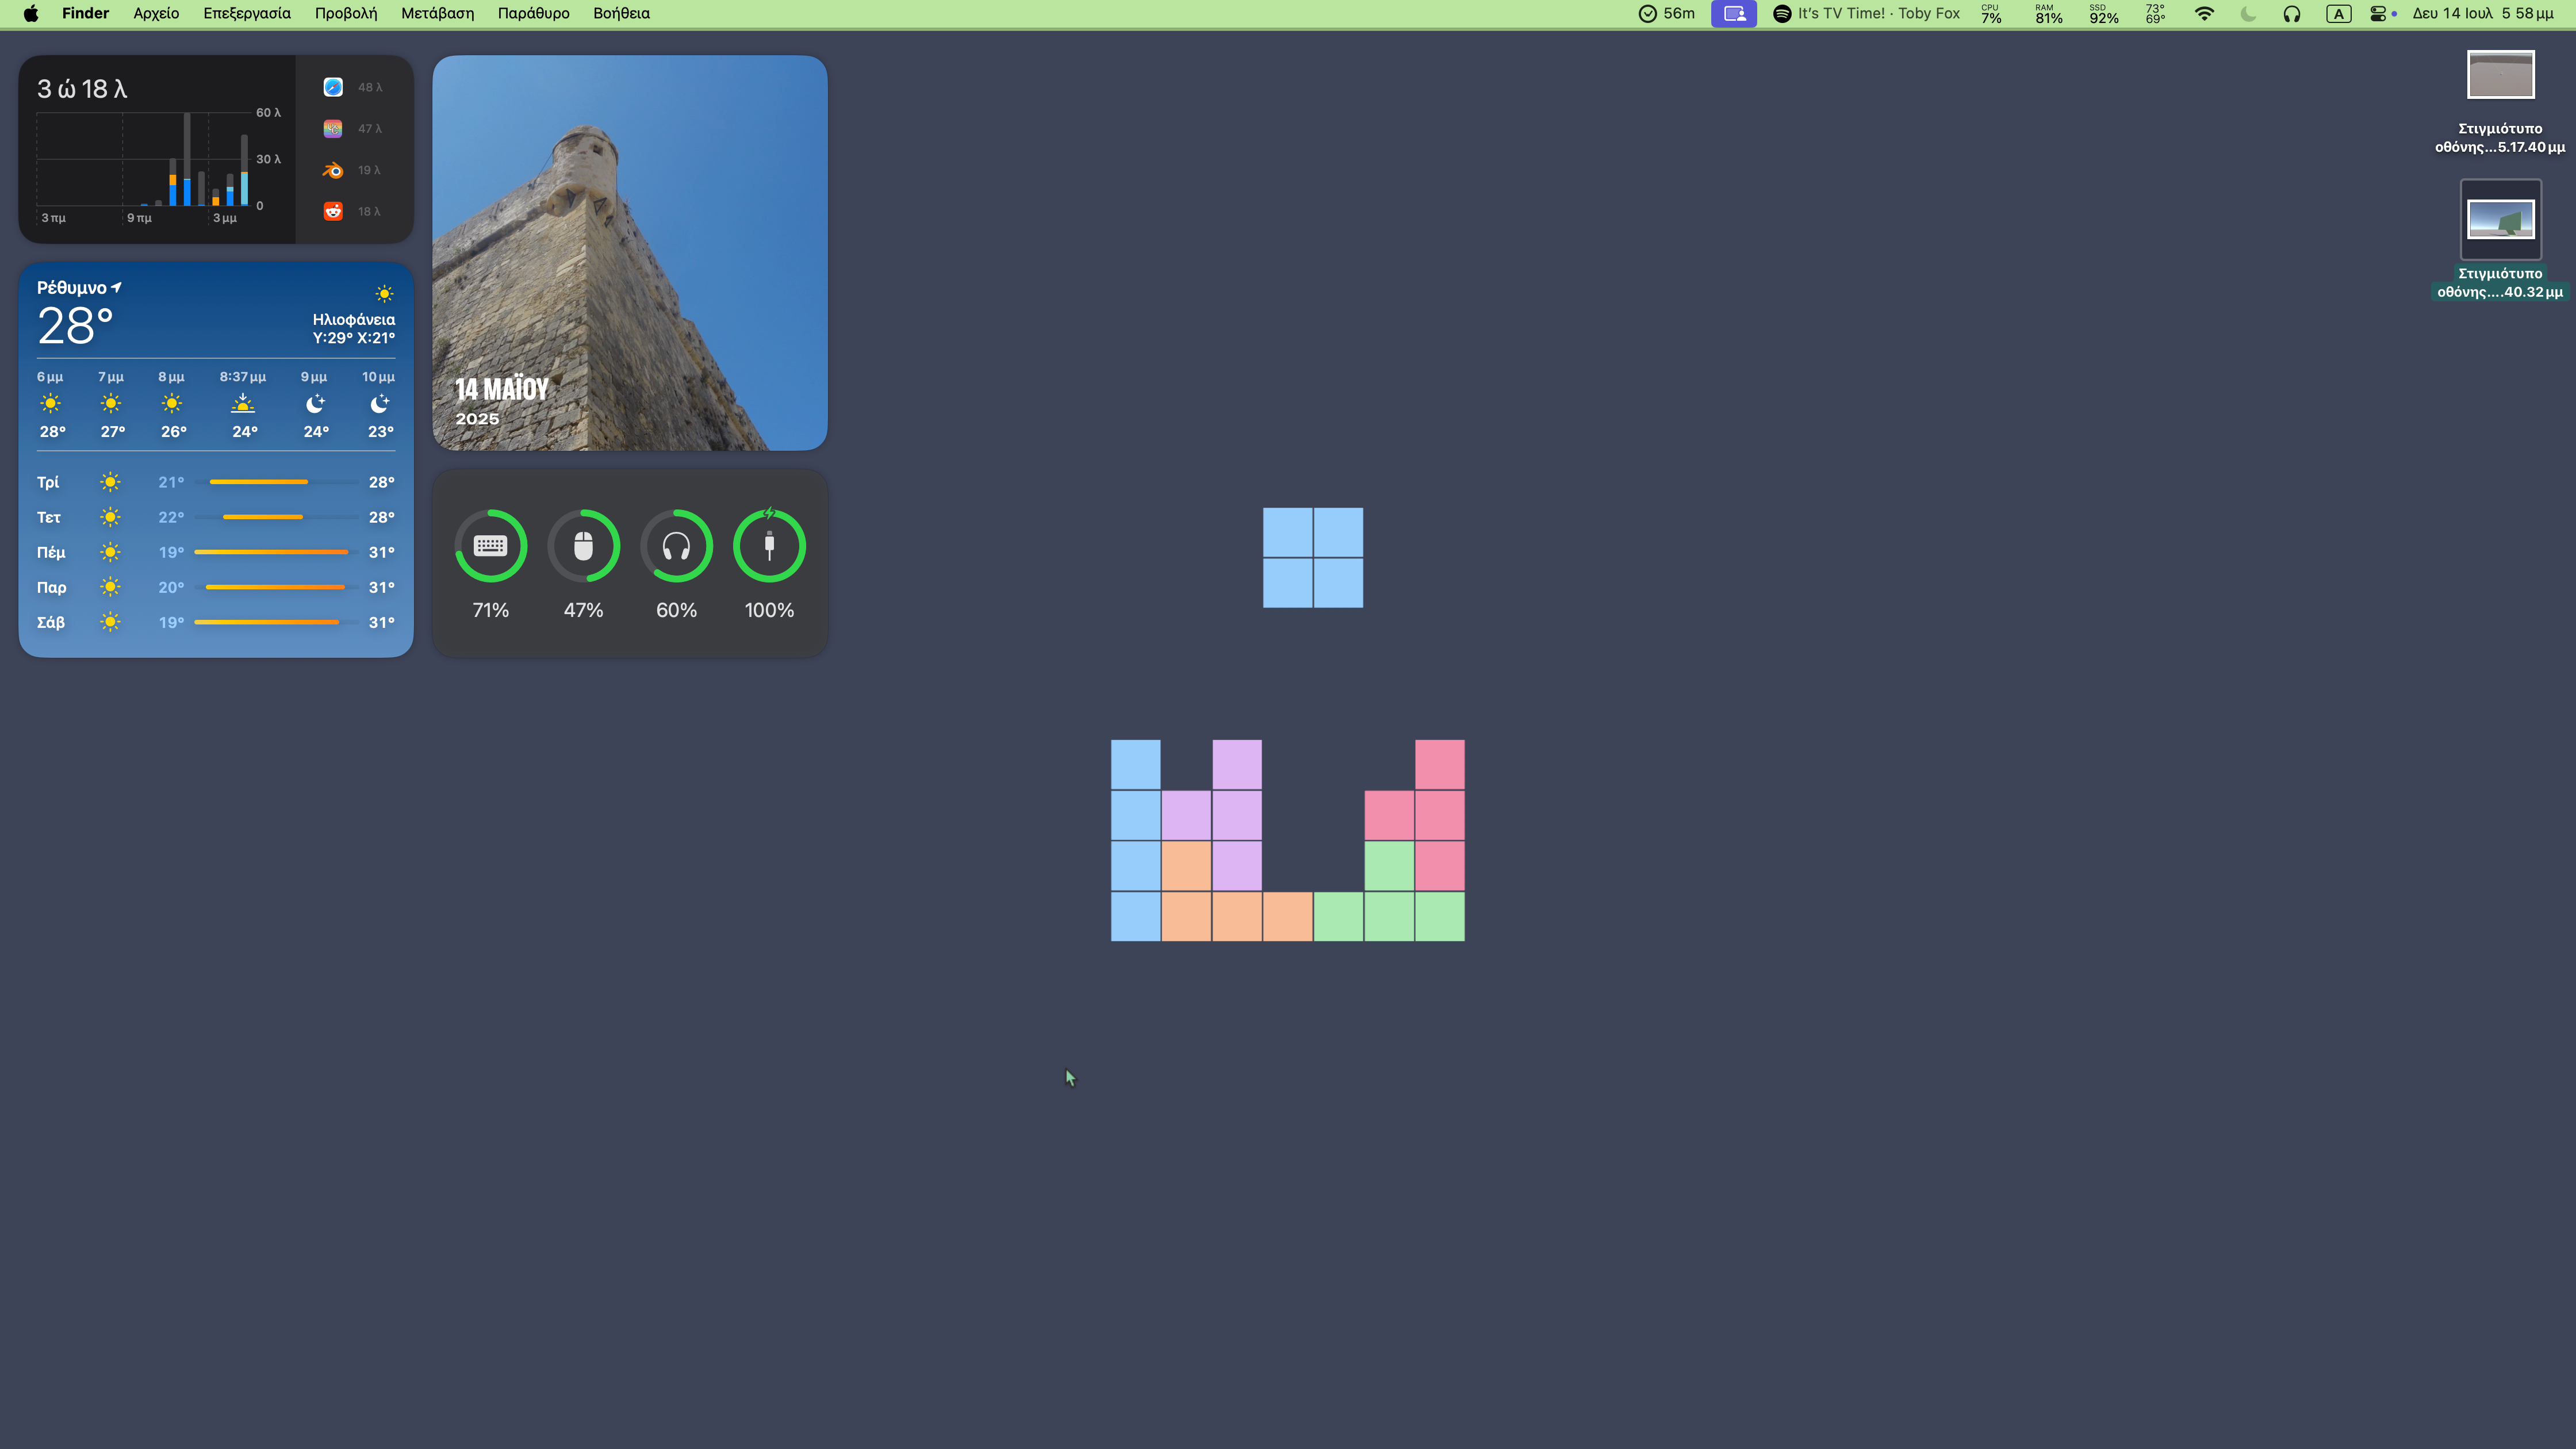 Finder Αρχείο Επεξεργασία Προβολή Μετάβαση Παράθυρο Βοήθεια
56m
It's TV Time! · Toby Fox
CPU
7%
RAM
81%
SSD
92%
73°
69°
A
Δευ 14 Ιουλ 5 58 μμ
3 ώ 18 λ
60 λ
30 λ
0
3 πμ
9 πμ
3 μμ
48 λ
47 λ
19 λ
18 λ
Ρέθυμνο
28°
Ηλιοφάνεια
Υ:29° Χ:21°
6 μμ 7 μμ 8 μμ 8:37 μμ 9 μμ 10 μμ
28° 27° 26° 24° 24° 23°
Τρί 21° 28°
Τετ 22° 28°
Πέμ 19° 31°
Παρ 20° 31°
Σάβ 19° 31°
14 ΜΑΪΟΥ
2025
71% 47% 60% 100%
Στιγμιότυπο
οθόνης...5.17.40 μμ
Στιγμιότυπο
οθόνης....40.32 μμ